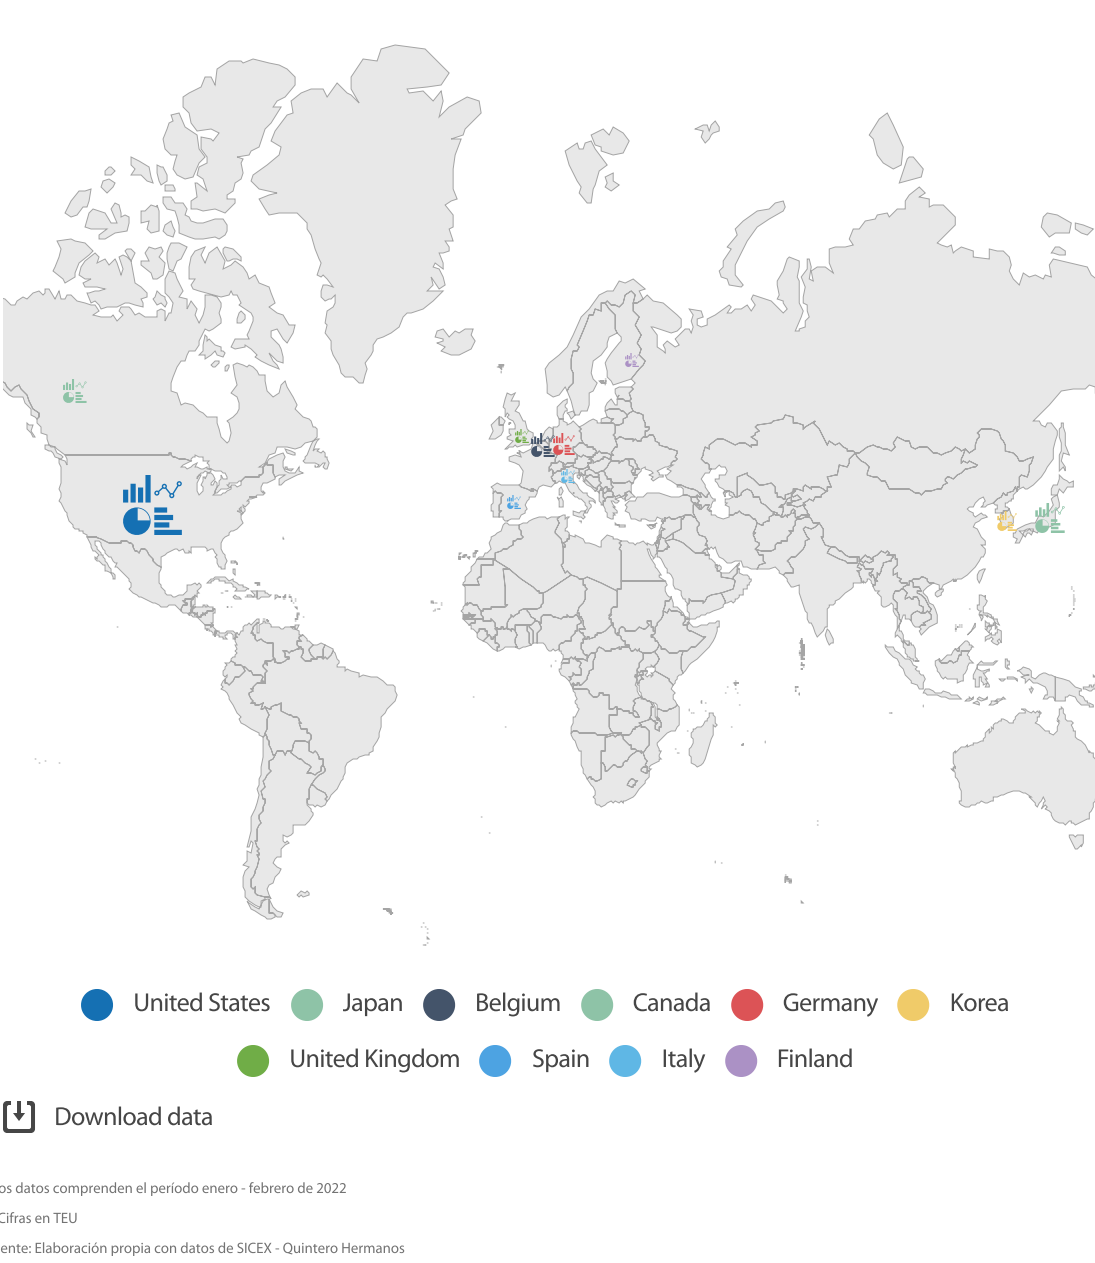 United States Japan Belgium Canada Germany Korea
United Kingdom Spain Italy Finland
Download data
os datos comprenden el período enero - febrero de 2022
Cifras en TEU
ente: Elaboración propia con datos de SICEX - Quintero Hermanos